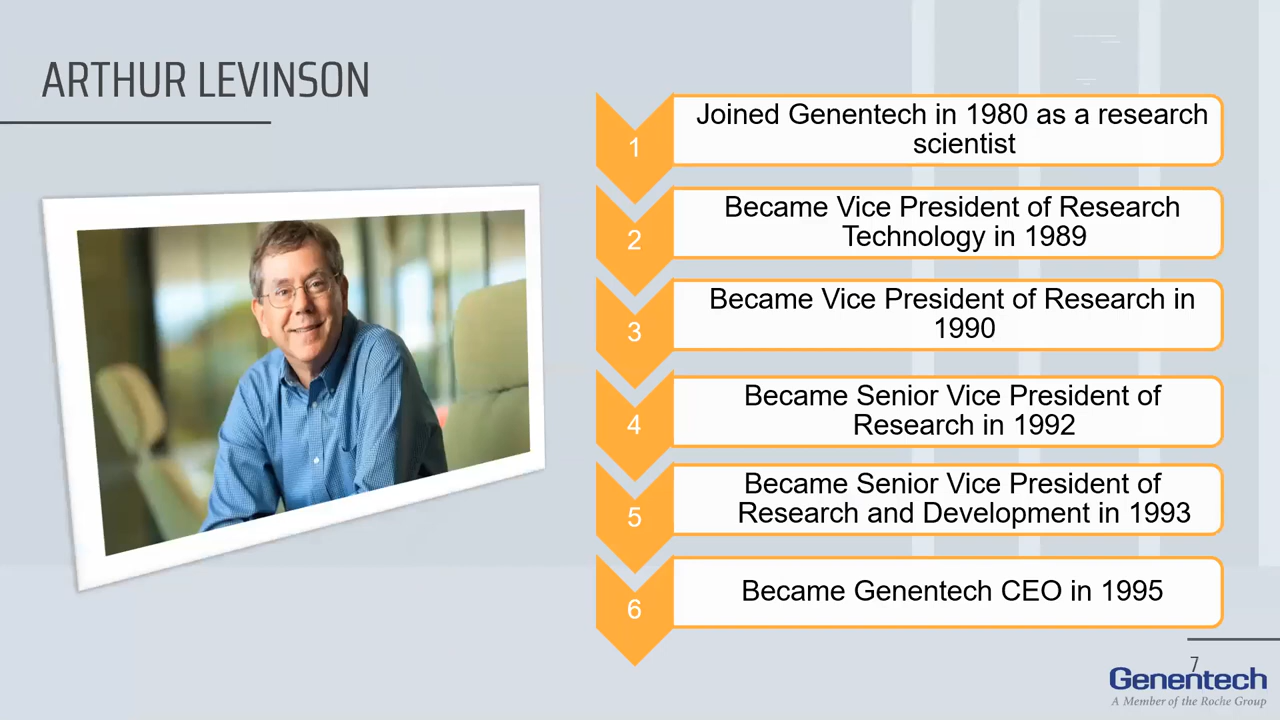 ARTHUR LEVINSON
1
Joined Genentech in 1980 as a research
scientist
2
Became Vice President of Research
Technology in 1989
3
Became Vice President of Research in
1990
4
Became Senior Vice President of
Research in 1992
5
Became Senior Vice President of
Research and Development in 1993
6
Became Genentech CEO in 1995
7
Genentech
A Member of the Roche Group